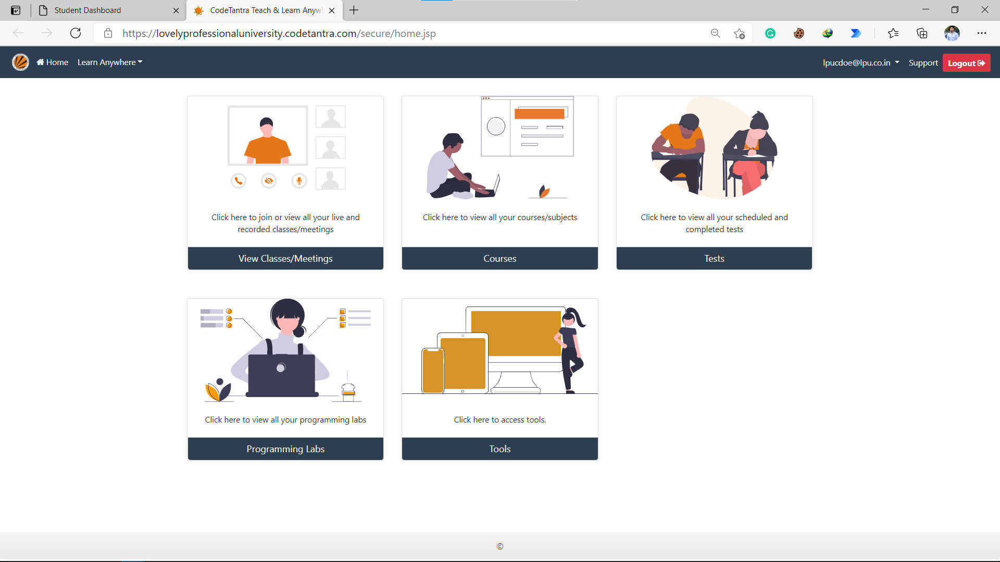 Student Dashboard
CodeTantra Teach & Learn Anyw
https://lovelyprofessionaluniversity.codetantra.com/secure/home.jsp
Home Learn Anywhere lpucdoe@lpu.co.in Support Logout
Click here to join or view all your live and
recorded classes/meetings
View Classes/Meetings
Click here to view all your courses/subjects
Courses
Click here to view all your scheduled and
completed tests
Tests
Click here to view all your programming labs
Programming Labs
Click here to access tools.
Tools
©